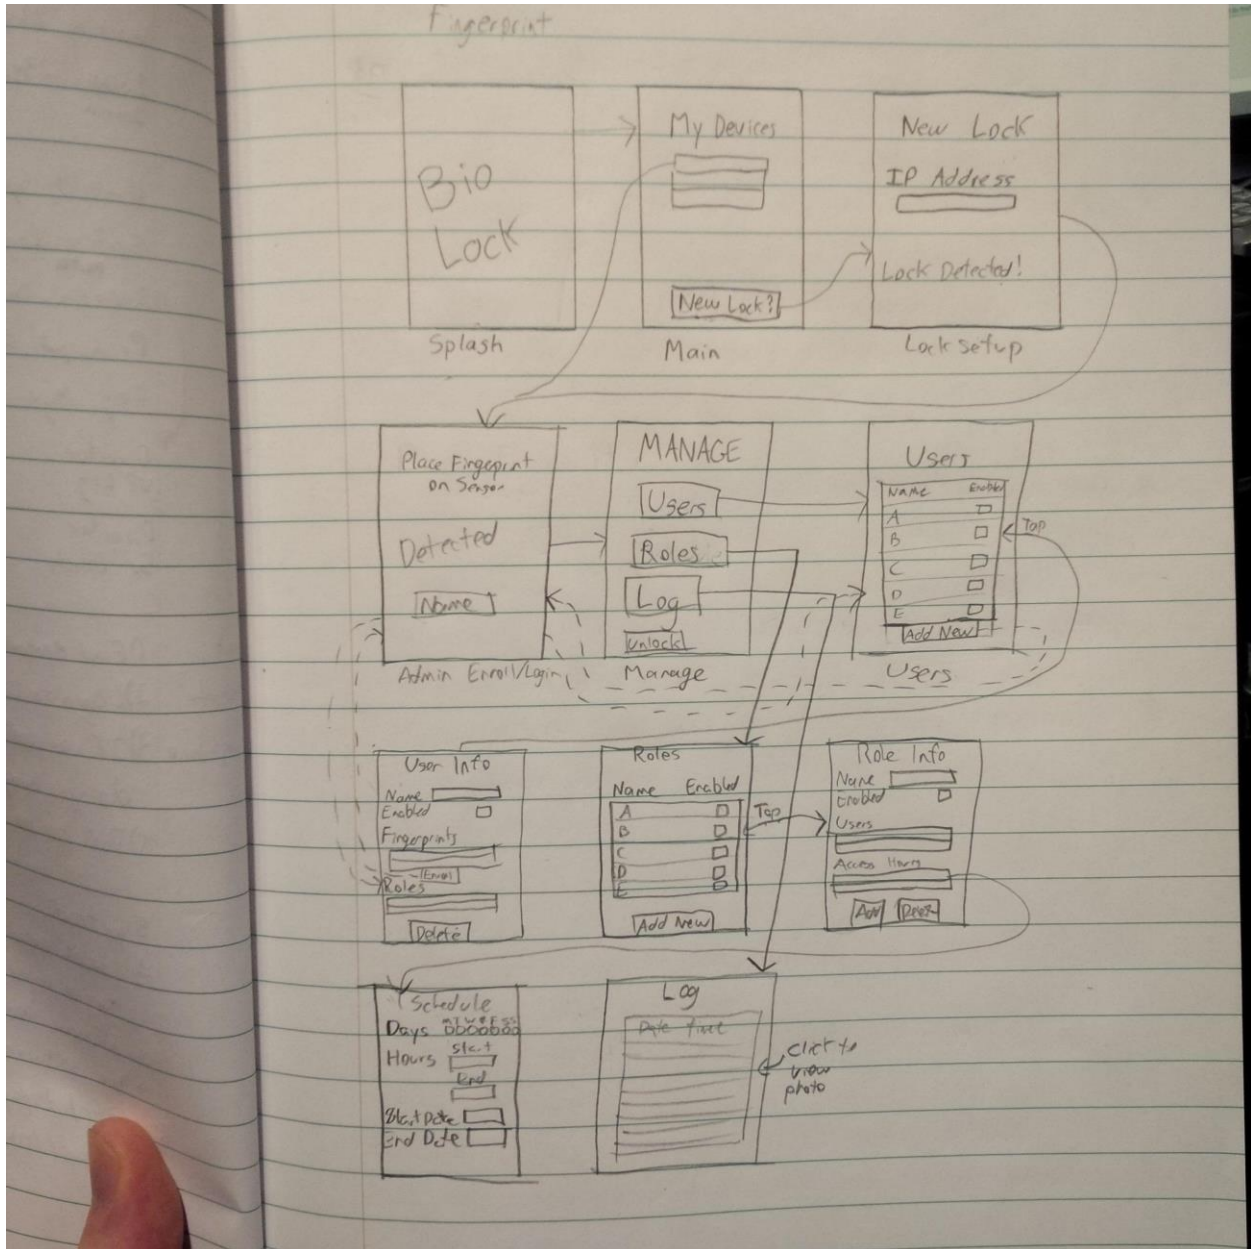 Fingerprint
Bio
Lock
Splash
My Devices
New Lock?
Main
New Lock
IP Address
Lock Detected!
Lock Setup
Place Fingerprint
on Sensor
Detected
Name
Admin Enroll/Login
MANAGE
Users
Roles
Log
Unlock
Manage
Users
Name Enabled
A
B
C
D
E
Add New
Users
Tap
User Info
Name
Enabled
Fingerprints
Enroll
Roles
Delete
Roles
Name Enabled
A
B
C
D
E
Add New
Tap
Role Info
Name
Enabled
Users
Access Hours
Add Delete
Schedule
M T W R F S S
Days
Start
Hours
End
Start Date
End Date
Log
Date Time
Click to
view
photo